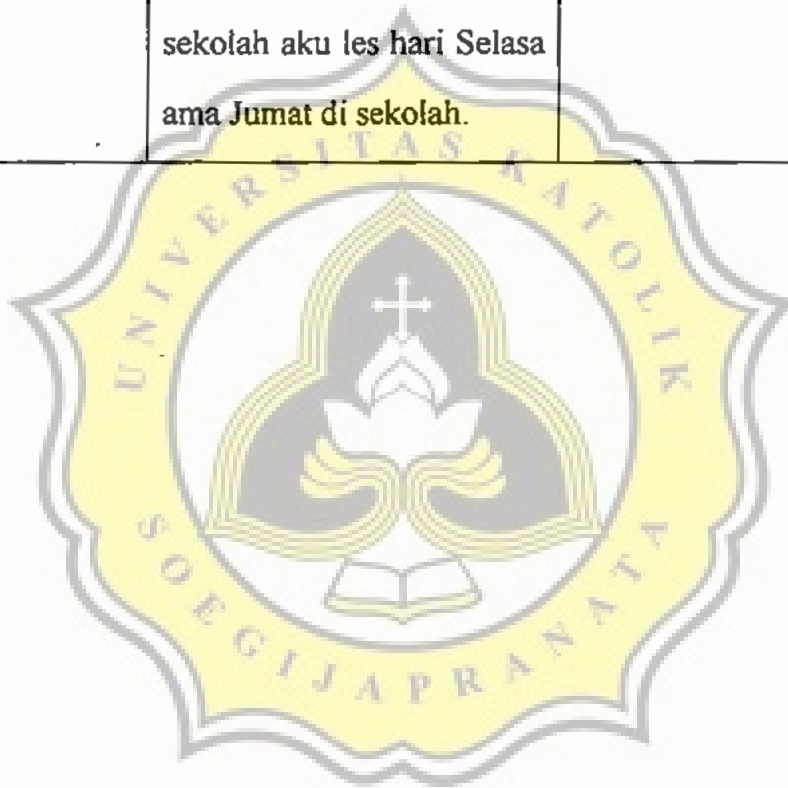 sekolah aku les hari Selasa
ama Jumat di sekolah.
UNIVERSITAS KATOLIK
SOEGIJAPRANATA